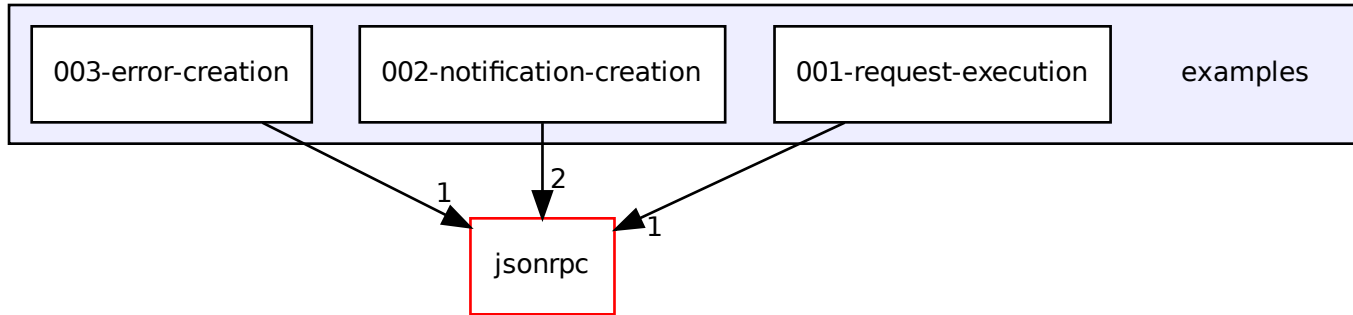 003-error-creation
002-notification-creation
001-request-execution
examples
1
2
1
jsonrpc